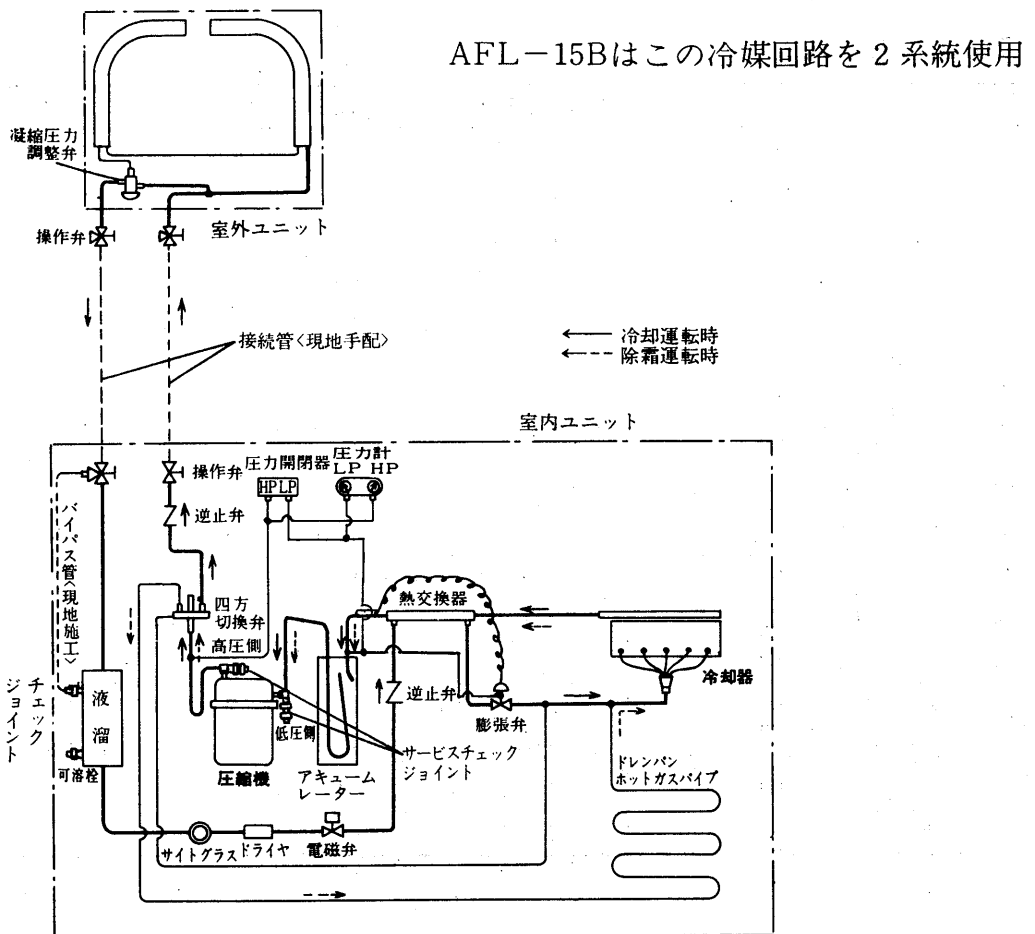 AFL－15Bはこの冷媒回路を2系統使用
凝縮圧力
調整弁
室外ユニット
操作弁
接続管〈現地手配〉
冷却運転時
除霜運転時
室内ユニット
操作弁
圧力開閉器
HP LP
圧力計
LP HP
逆止弁
バイパス管〈現地施工〉
四方
切換弁
高圧側
熱交換器
冷却器
チェック
ジョイント
液溜
可溶栓
圧縮機
低圧側
アキューム
レーター
逆止弁
サービスチェック
ジョイント
膨張弁
ドレンパン
ホットガスパイプ
サイトグラス
ドライヤ
電磁弁